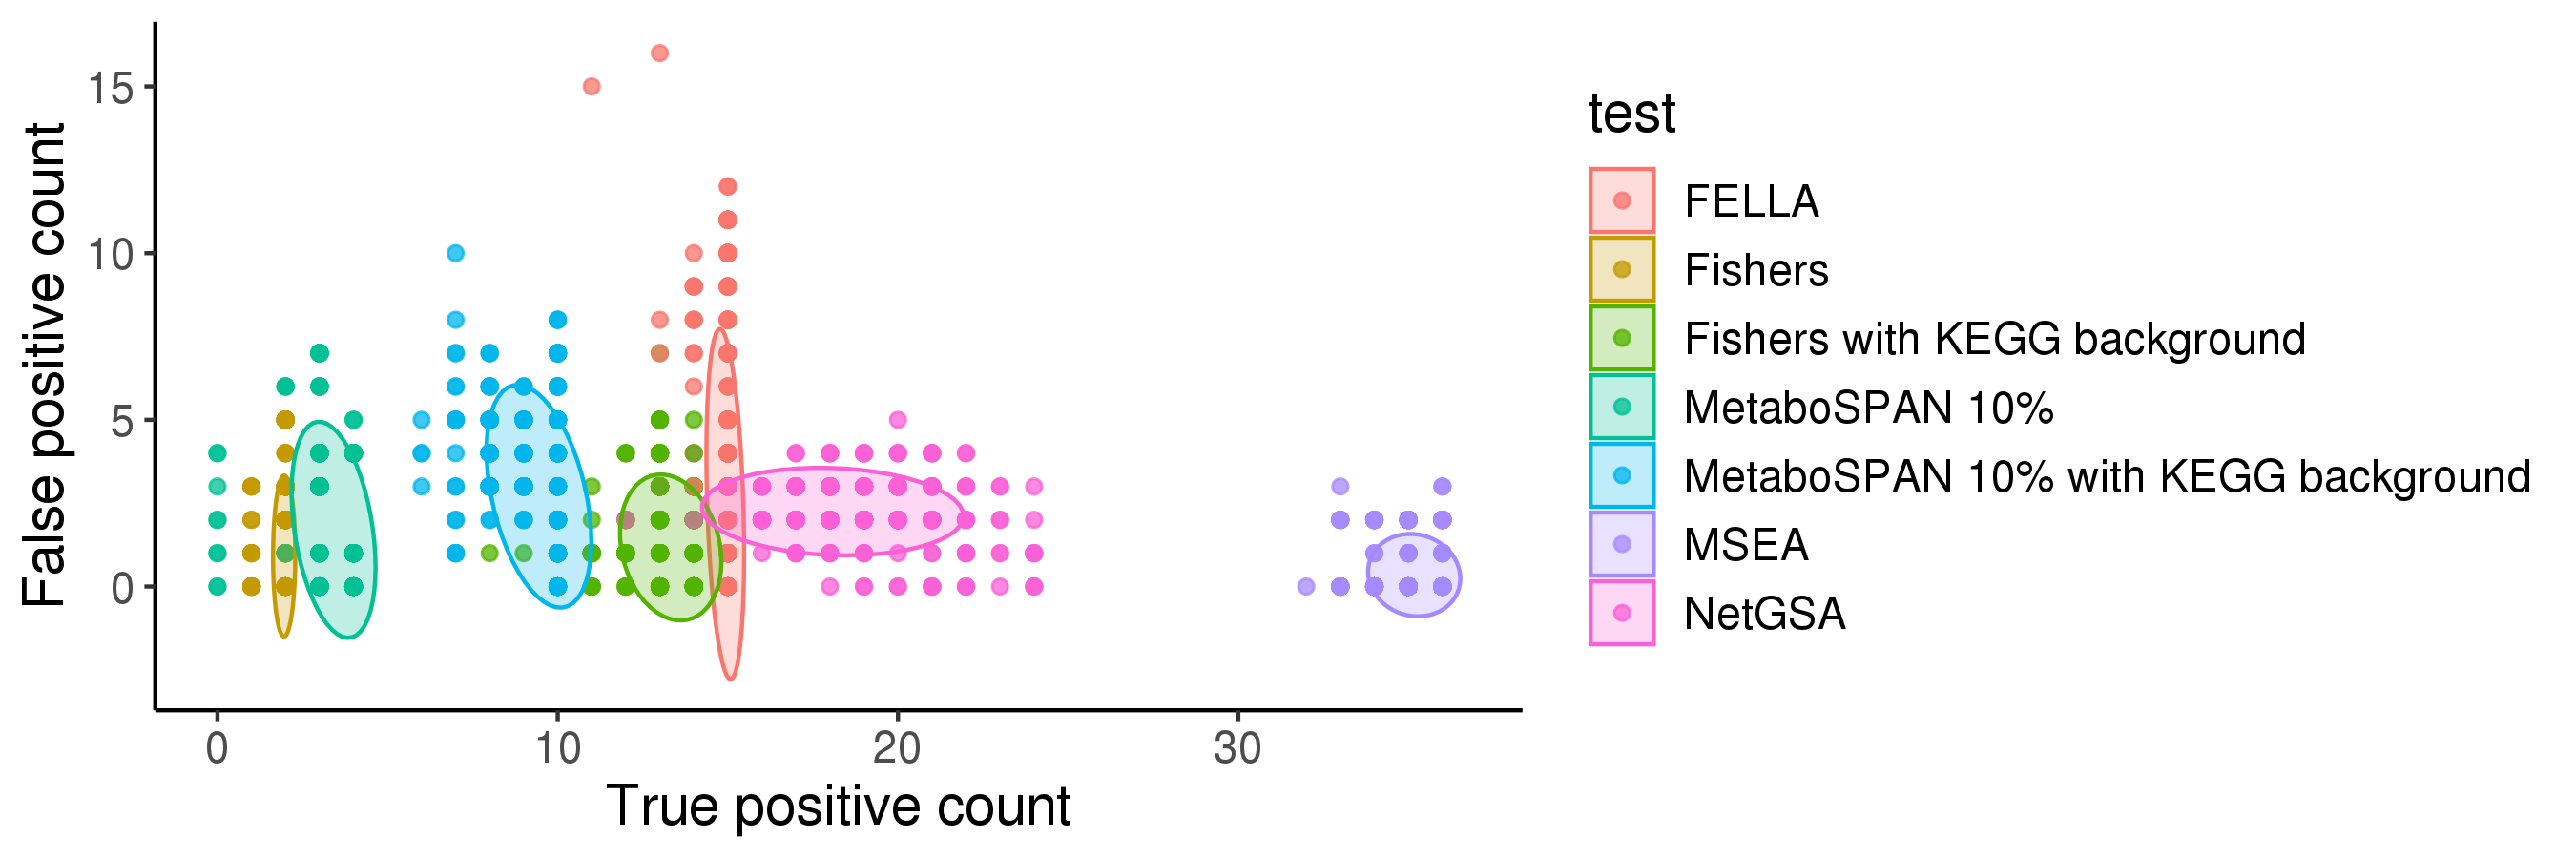 15
10
5
0
False positive count
0 10 20 30
True positive count
test
FELLA
Fishers
Fishers with KEGG background
MetaboSPAN 10%
MetaboSPAN 10% with KEGG background
MSEA
NetGSA